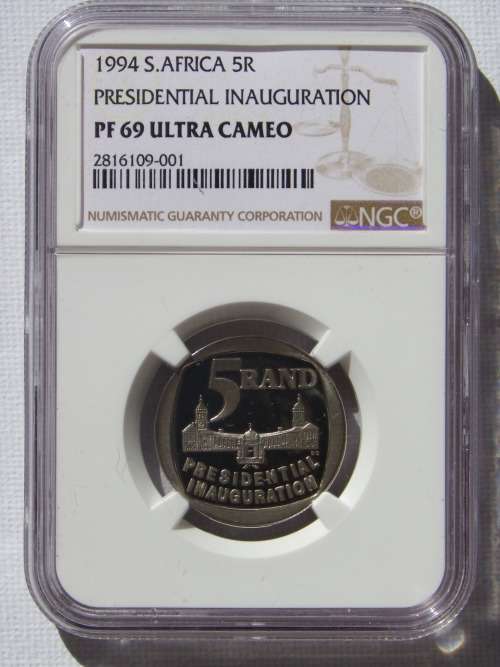 1994 S.AFRICA 5R
PRESIDENTIAL INAUGURATION
PF 69 ULTRA CAMEO
2816109-001
NUMISMATIC GUARANTY CORPORATION NGC®
5 RAND
PRESIDENTIAL
INAUGURATION